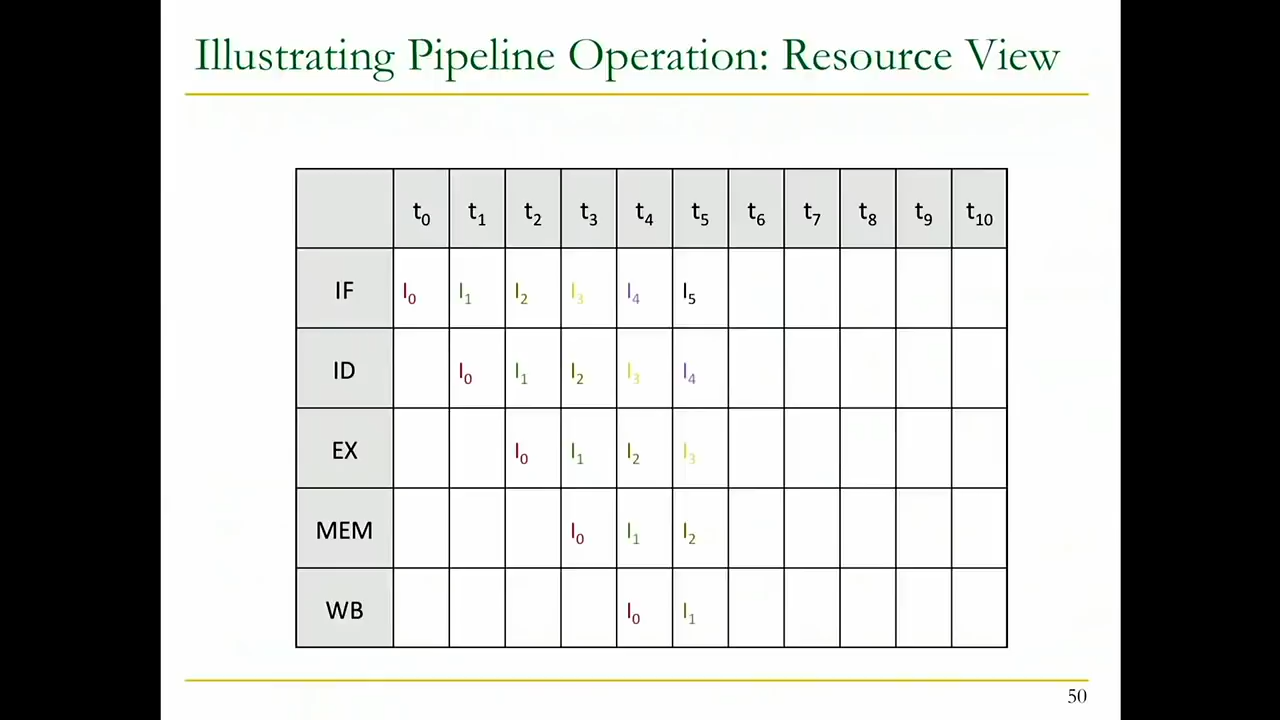 Illustrating Pipeline Operation: Resource View
t0 t1 t2 t3 t4 t5 t6 t7 t8 t9 t10
IF I0 I1 I2 I3 I4 I5
ID I0 I1 I2 I3 I4
EX I0 I1 I2 I3
MEM I0 I1 I2
WB I0 I1
50